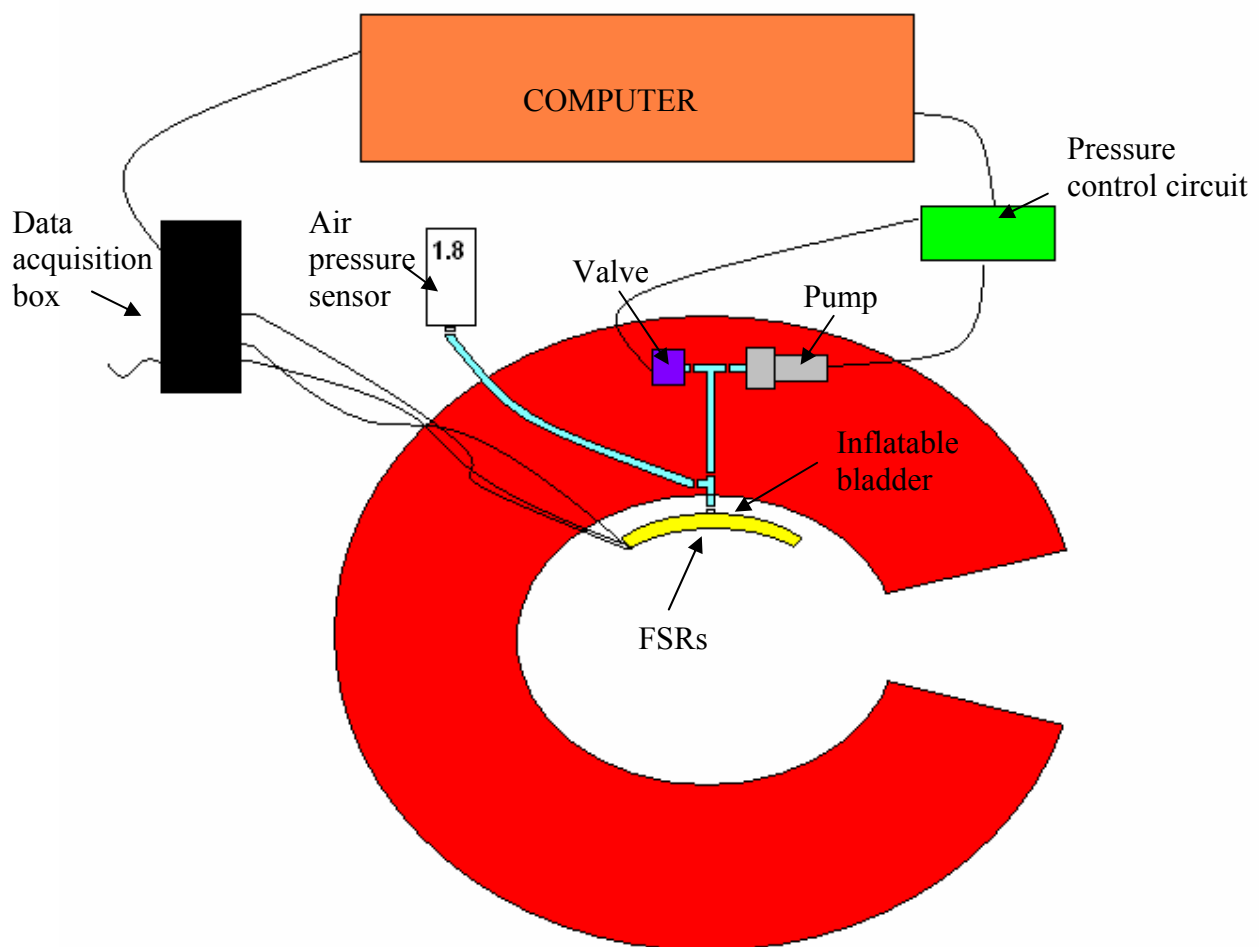 COMPUTER
Pressure
control circuit
Data
acquisition
box
Air
pressure
sensor
1.8
Valve
Pump
Inflatable
bladder
FSRs